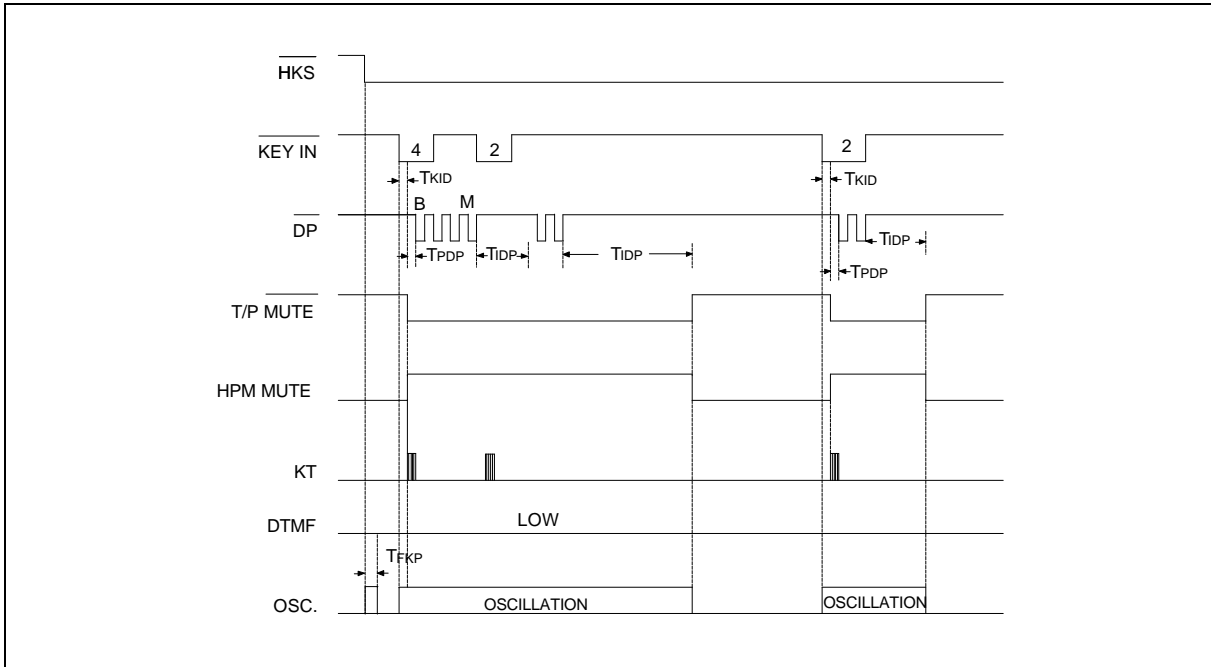 HKS
KEY IN 4 2 2
TKID TKID
B M
DP
TPDP TIDP TIDP TIDP
TPDP
T/P MUTE
HPM MUTE
KT
DTMF LOW
TFKP
OSC. OSCILLATION OSCILLATION